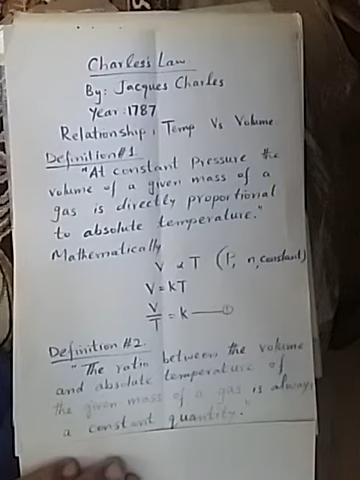 Charles's Law
By: Jacques Charles
Year: 1787
Relationship: Temp Vs Volume
Definition#1
"At constant Pressure the
volume of a given mass of a
gas is directly proportional
to absolute temperature."
Mathematically
V ∝ T (P, n, constant)
V = kT
V/T = k —— ①
Definition #2.
"The ratio between the volume
and absolute temperature of
the given mass of a gas is always
a constant quantity."